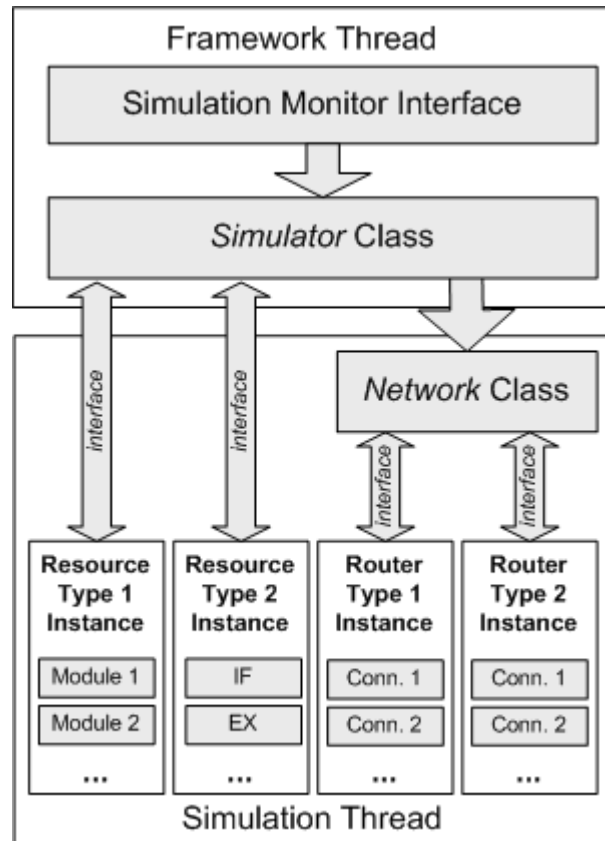 Framework Thread
Simulation Monitor Interface
Simulator Class
Network Class
interface
interface
interface
interface
Resource
Type 1
Instance
Module 1
Module 2
...
Resource
Type 2
Instance
IF
EX
...
Router
Type 1
Instance
Conn. 1
Conn. 2
...
Router
Type 2
Instance
Conn. 1
Conn. 2
...
Simulation Thread